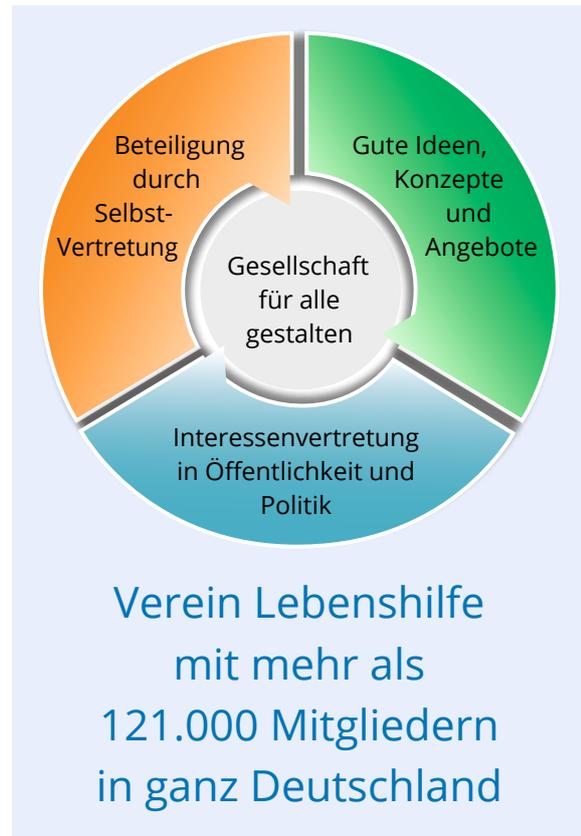 Beteiligung
durch
Selbst-
Vertretung
Gute Ideen,
Konzepte
und
Angebote
Gesellschaft
für alle
gestalten
Interessenvertretung
in Öffentlichkeit und
Politik
Verein Lebenshilfe
mit mehr als
121.000 Mitgliedern
in ganz Deutschland